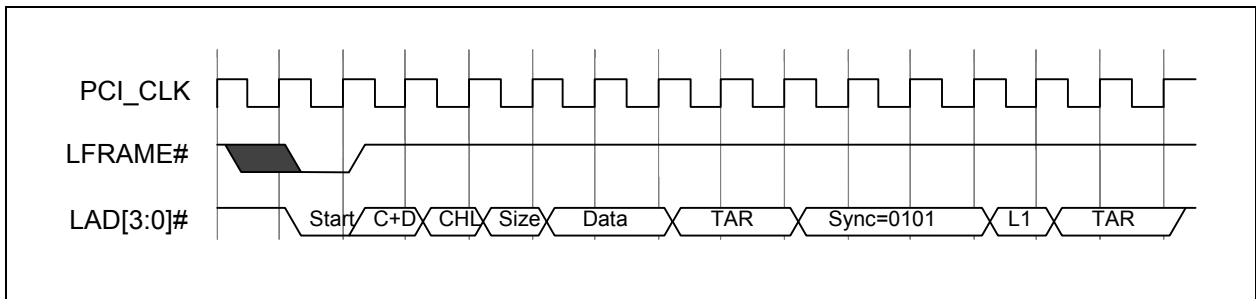 PCI_CLK
LFRAME#
LAD[3:0]# Start C+D CHL Size Data TAR Sync=0101 L1 TAR